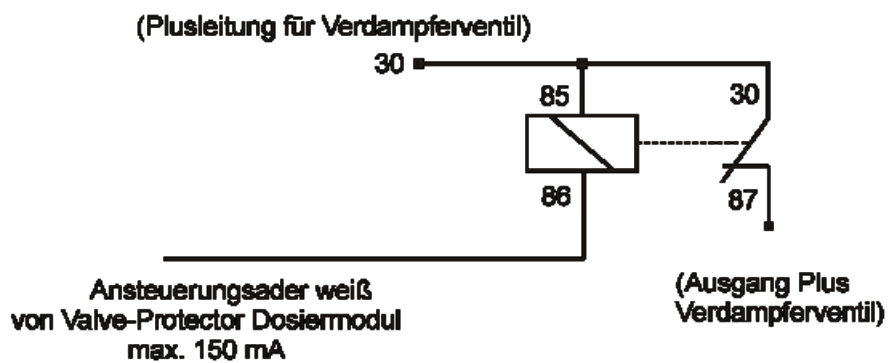 (Plusleitung für Verdampferventil)
30
85
30
86
87
Ansteuerungsader weiß
von Valve-Protector Dosiermodul
max. 150 mA
(Ausgang Plus
Verdampferventil)